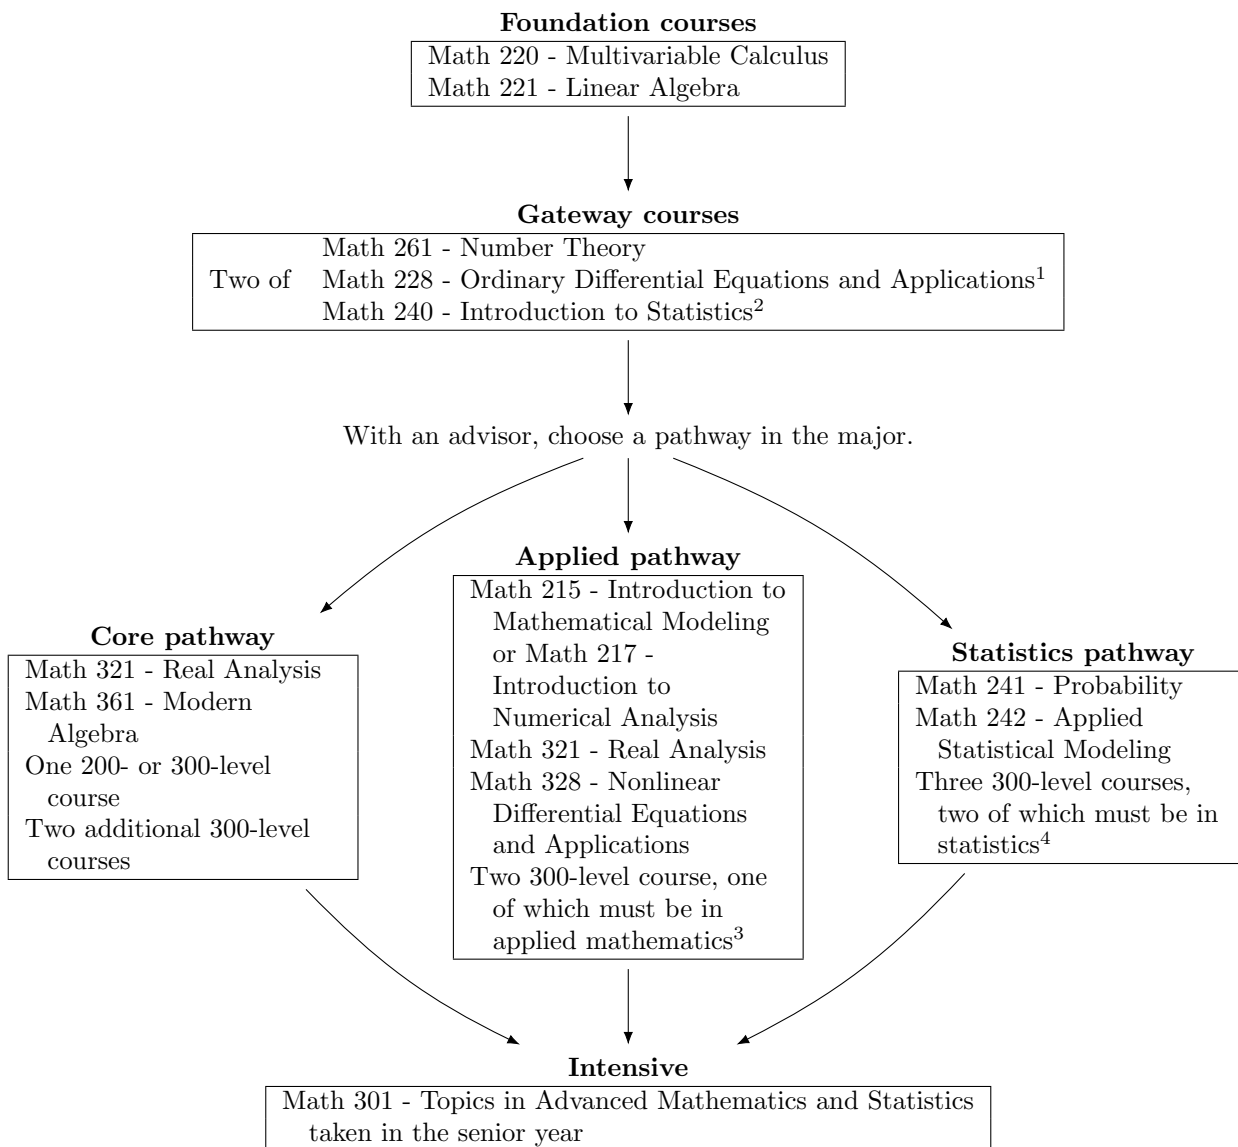 Foundation courses
Math 220 - Multivariable Calculus
Math 221 - Linear Algebra
Gateway courses
Two of
Math 261 - Number Theory
Math 228 - Ordinary Differential Equations and Applications¹
Math 240 - Introduction to Statistics²
With an advisor, choose a pathway in the major.
Core pathway
Math 321 - Real Analysis
Math 361 - Modern
Algebra
One 200- or 300-level
course
Two additional 300-level
courses
Applied pathway
Math 215 - Introduction to
Mathematical Modeling
or Math 217 -
Introduction to
Numerical Analysis
Math 321 - Real Analysis
Math 328 - Nonlinear
Differential Equations
and Applications
Two 300-level course, one
of which must be in
applied mathematics³
Statistics pathway
Math 241 - Probability
Math 242 - Applied
Statistical Modeling
Three 300-level courses,
two of which must be in
statistics⁴
Intensive
Math 301 - Topics in Advanced Mathematics and Statistics
taken in the senior year